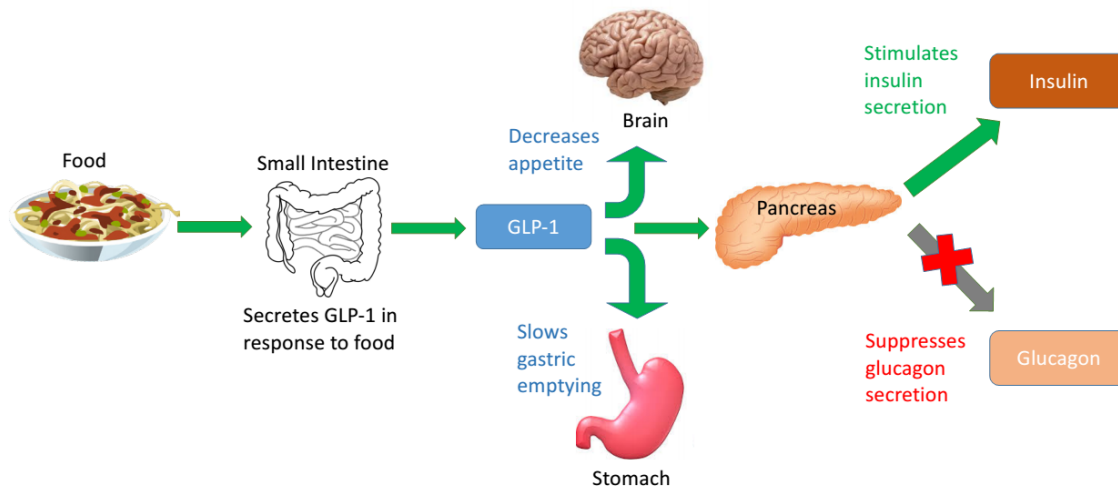 Food
Small Intestine
Secretes GLP-1 in
response to food
GLP-1
Decreases
appetite
Brain
Slows
gastric
emptying
Stomach
Pancreas
Stimulates
insulin
secretion
Insulin
Suppresses
glucagon
secretion
Glucagon